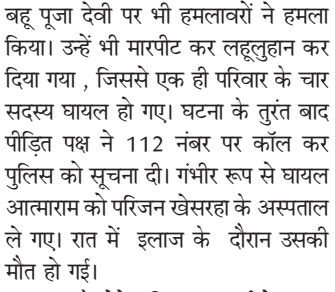 बहू पूजा देवी पर भी हमलावरों ने हमला
किया। उन्हें भी मारपीट कर लहूलुहान कर
दिया गया , जिससे एक ही परिवार के चार
सदस्य घायल हो गए। घटना के तुरंत बाद
पीड़ित पक्ष ने 112 नंबर पर कॉल कर
पुलिस को सूचना दी। गंभीर रूप से घायल
आत्माराम को परिजन खेसरहा के अस्पताल
ले गए। रात में इलाज के दौरान उसकी
मौत हो गई।